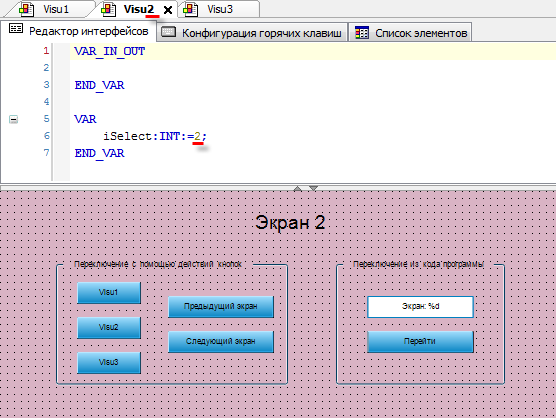 Visu1 Visu2 Visu3
Редактор интерфейсов Конфигурация горячих клавиш Список элементов
1 VAR_IN_OUT
2
3 END_VAR
4
5 VAR
6 iSelect:INT:=2;
7 END_VAR
Экран 2
Переключение с помощью действий кнопок
Visu1
Visu2
Visu3
Предыдущий экран
Следующий экран
Переключение из кода программы
Экран: %d
Перейти